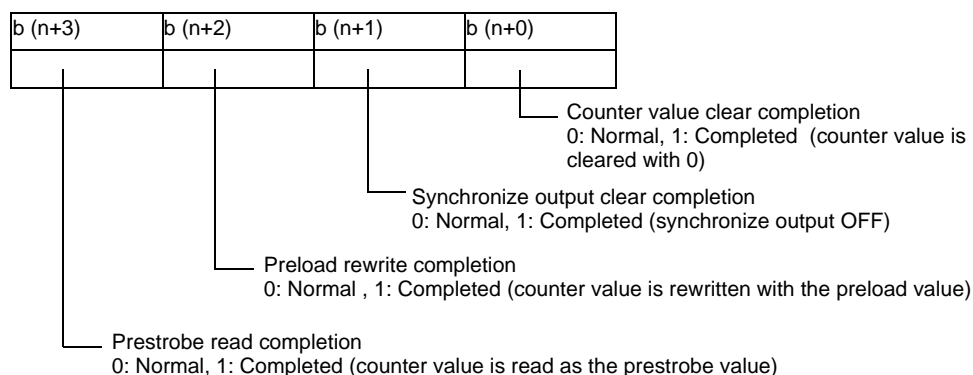 b (n+3) b (n+2) b (n+1) b (n+0)
Counter value clear completion
0: Normal, 1: Completed (counter value is
cleared with 0)
Synchronize output clear completion
0: Normal, 1: Completed (synchronize output OFF)
Preload rewrite completion
0: Normal , 1: Completed (counter value is rewritten with the preload value)
Prestrobe read completion
0: Normal, 1: Completed (counter value is read as the prestrobe value)